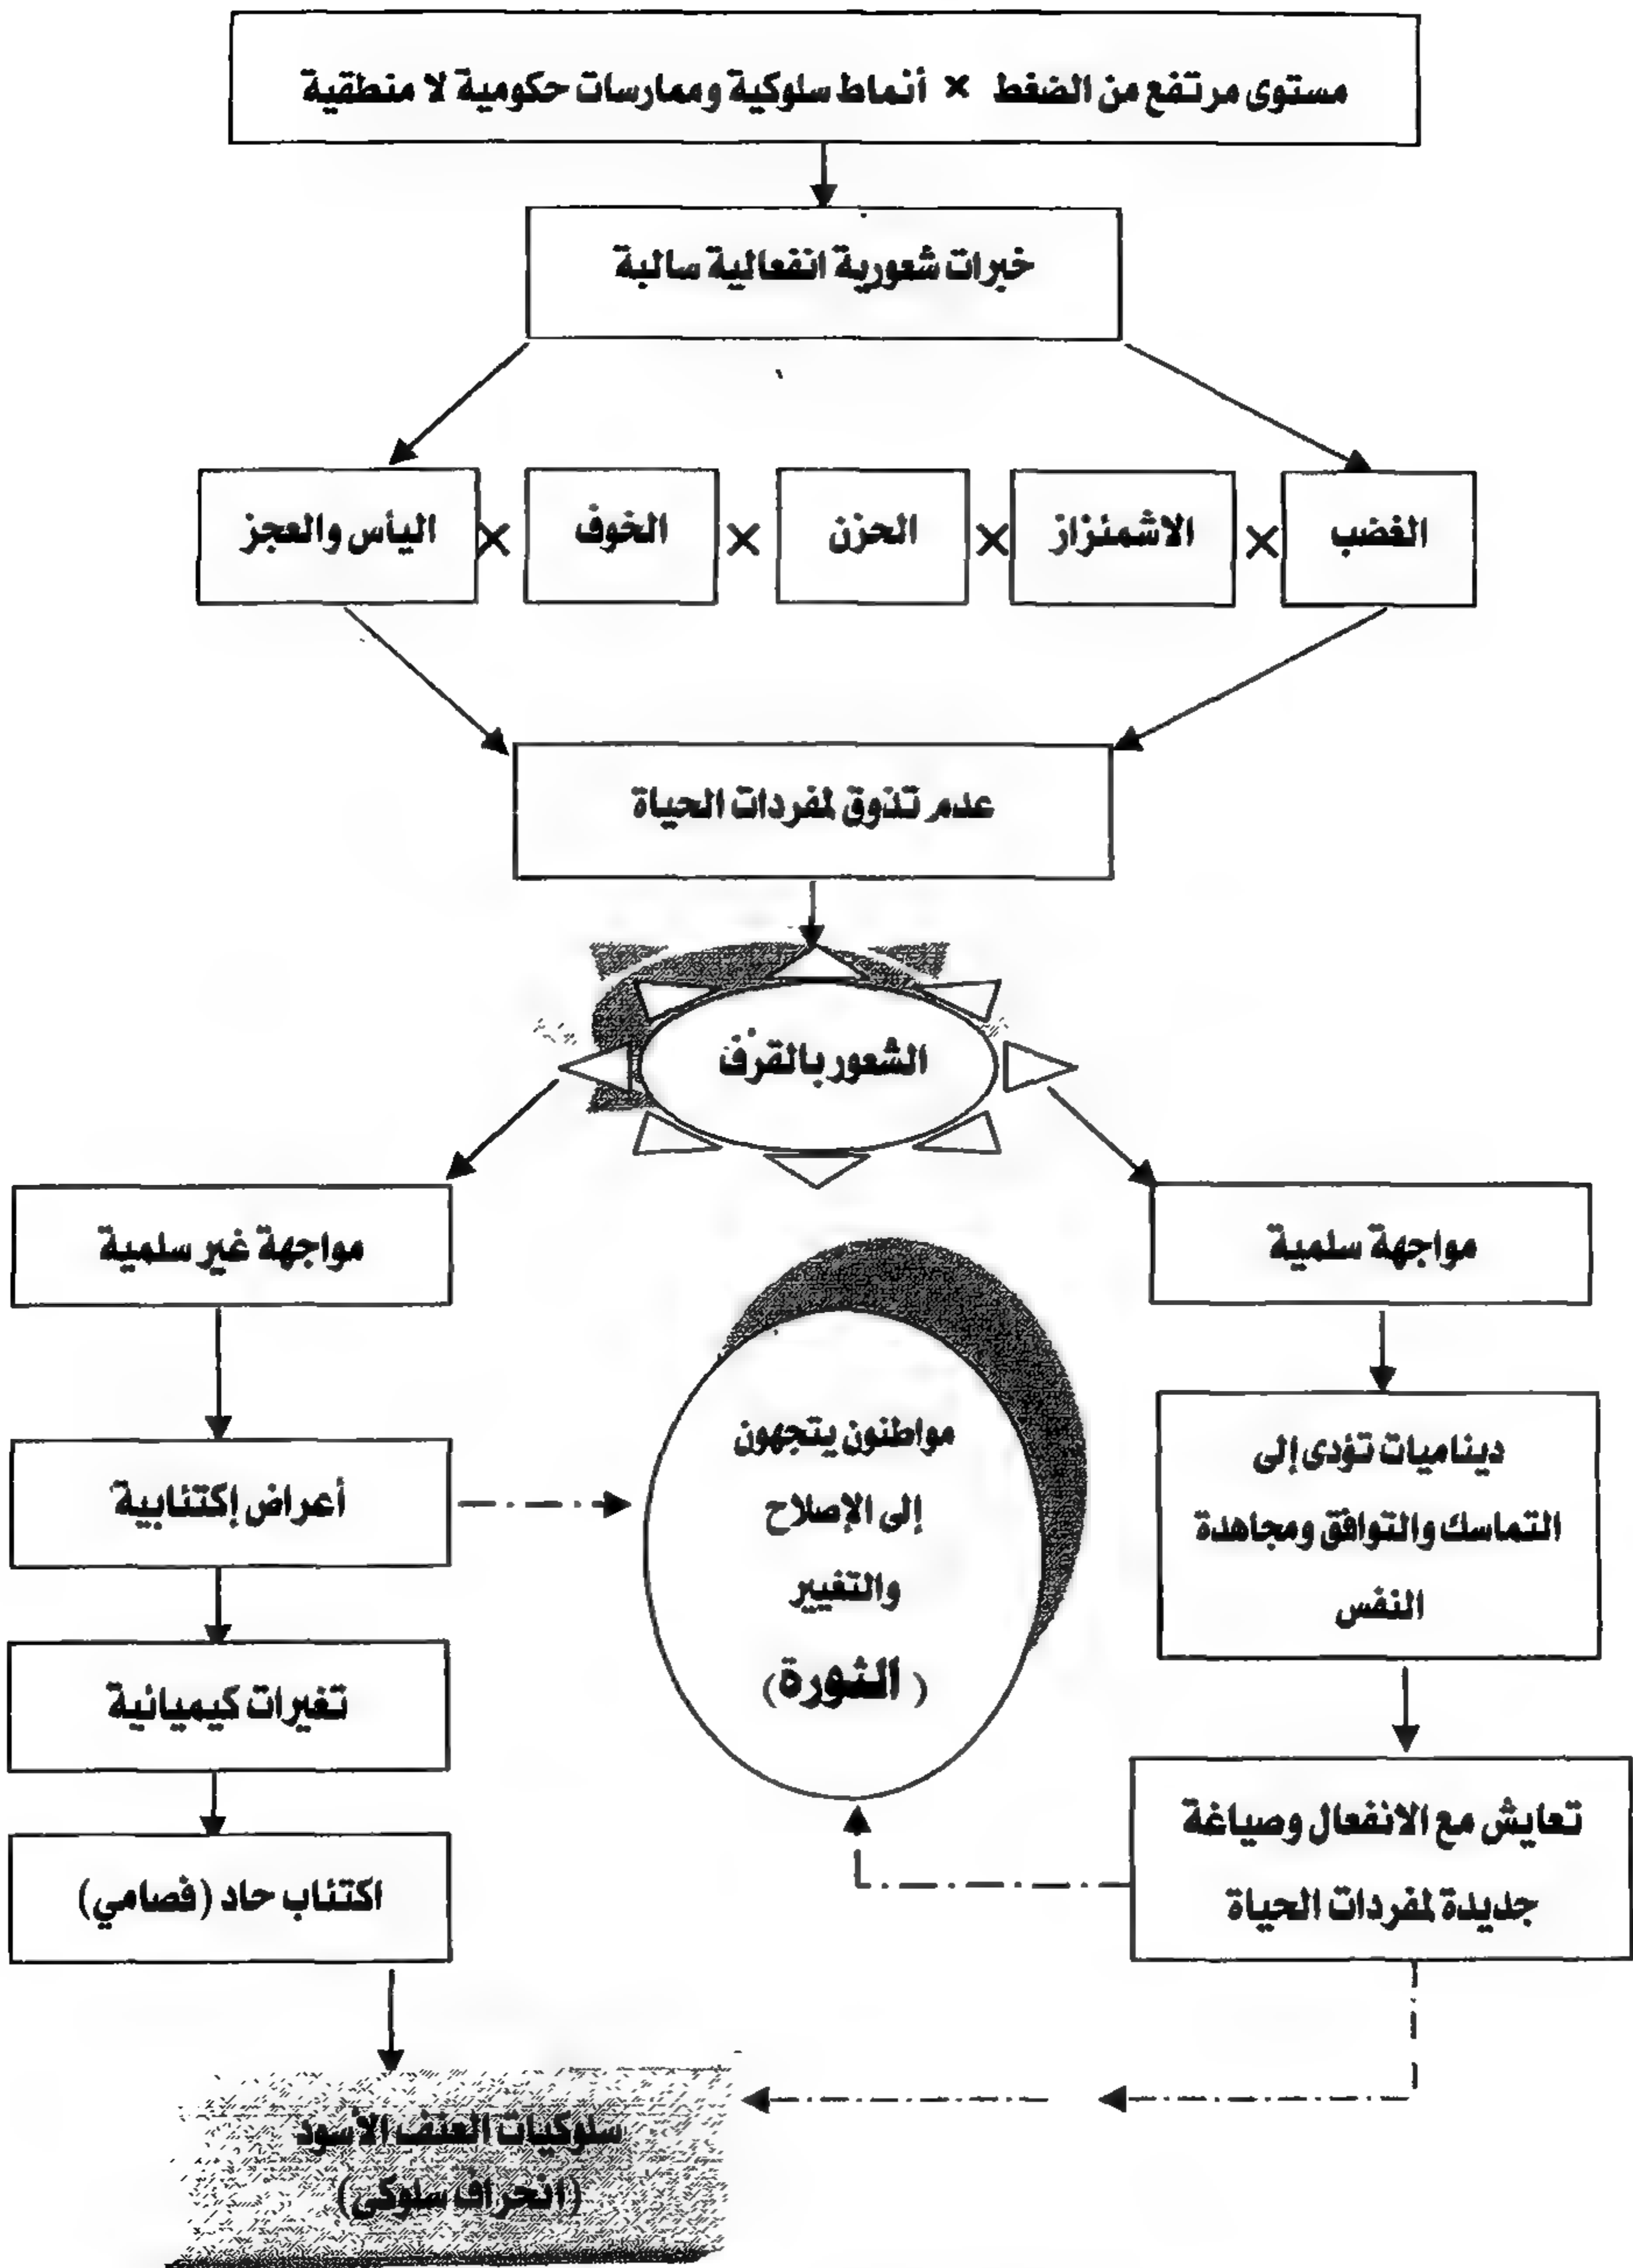 مستوى مرتفع من الضغط × أنماط سلوكية وممارسات حكومية لا منطقية
خبرات شعورية انفعالية سالبة
الغضب × الاشمئزاز × الحزن × الخوف × اليأس والعجز
عدم تذوق لمفردات الحياة
الشعور بالقرف
مواجهة سلمية
مواجهة غير سلمية
ديناميات تؤدى إلى
التماسك والتوافق ومجاهدة
النفس
مواطنون يتجهون
إلى الإصلاح
والتغيير
(الثورة)
أعراض إكتئابية
تغيرات كيميائية
تعايش مع الانفعال وصياغة
جديدة لمفردات الحياة
اكتئاب حاد (فصامي)
سلوكيات العنف الأسود
(انحراف سلوكى)